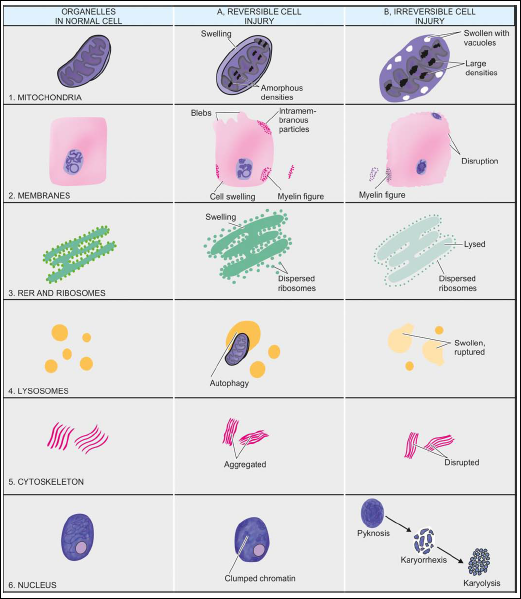 ORGANELLES
IN NORMAL CELL
A, REVERSIBLE CELL
INJURY
B, IRREVERSIBLE CELL
INJURY
1. MITOCHONDRIA
Swelling
Amorphous
densities
Swollen with
vacuoles
Large
densities
2. MEMBRANES
Blebs
Intramem-
branous
particles
Cell swelling
Myelin figure
Disruption
Myelin figure
3. RER AND RIBOSOMES
Swelling
Dispersed
ribosomes
Lysed
Dispersed
ribosomes
4. LYSOSOMES
Autophagy
Swollen,
ruptured
5. CYTOSKELETON
Aggregated
Disrupted
6. NUCLEUS
Clumped chromatin
Pyknosis
Karyorrhexis
Karyolysis